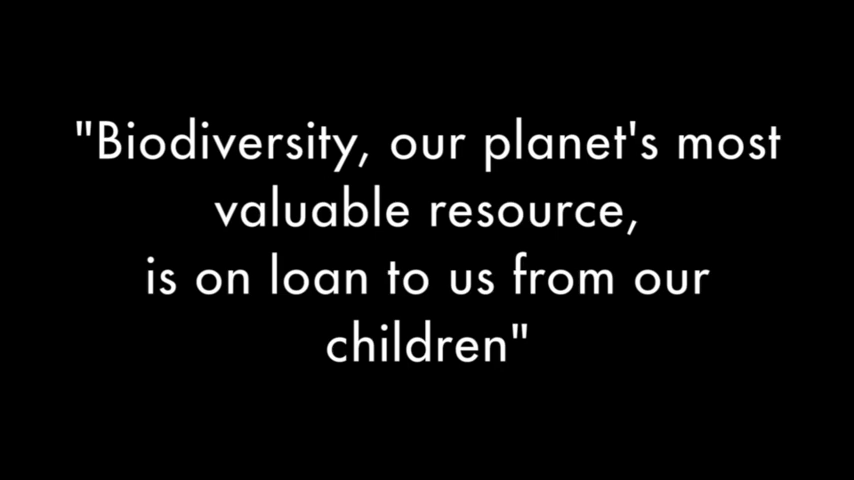 "Biodiversity, our planet's most
valuable resource,
is on loan to us from our
children"